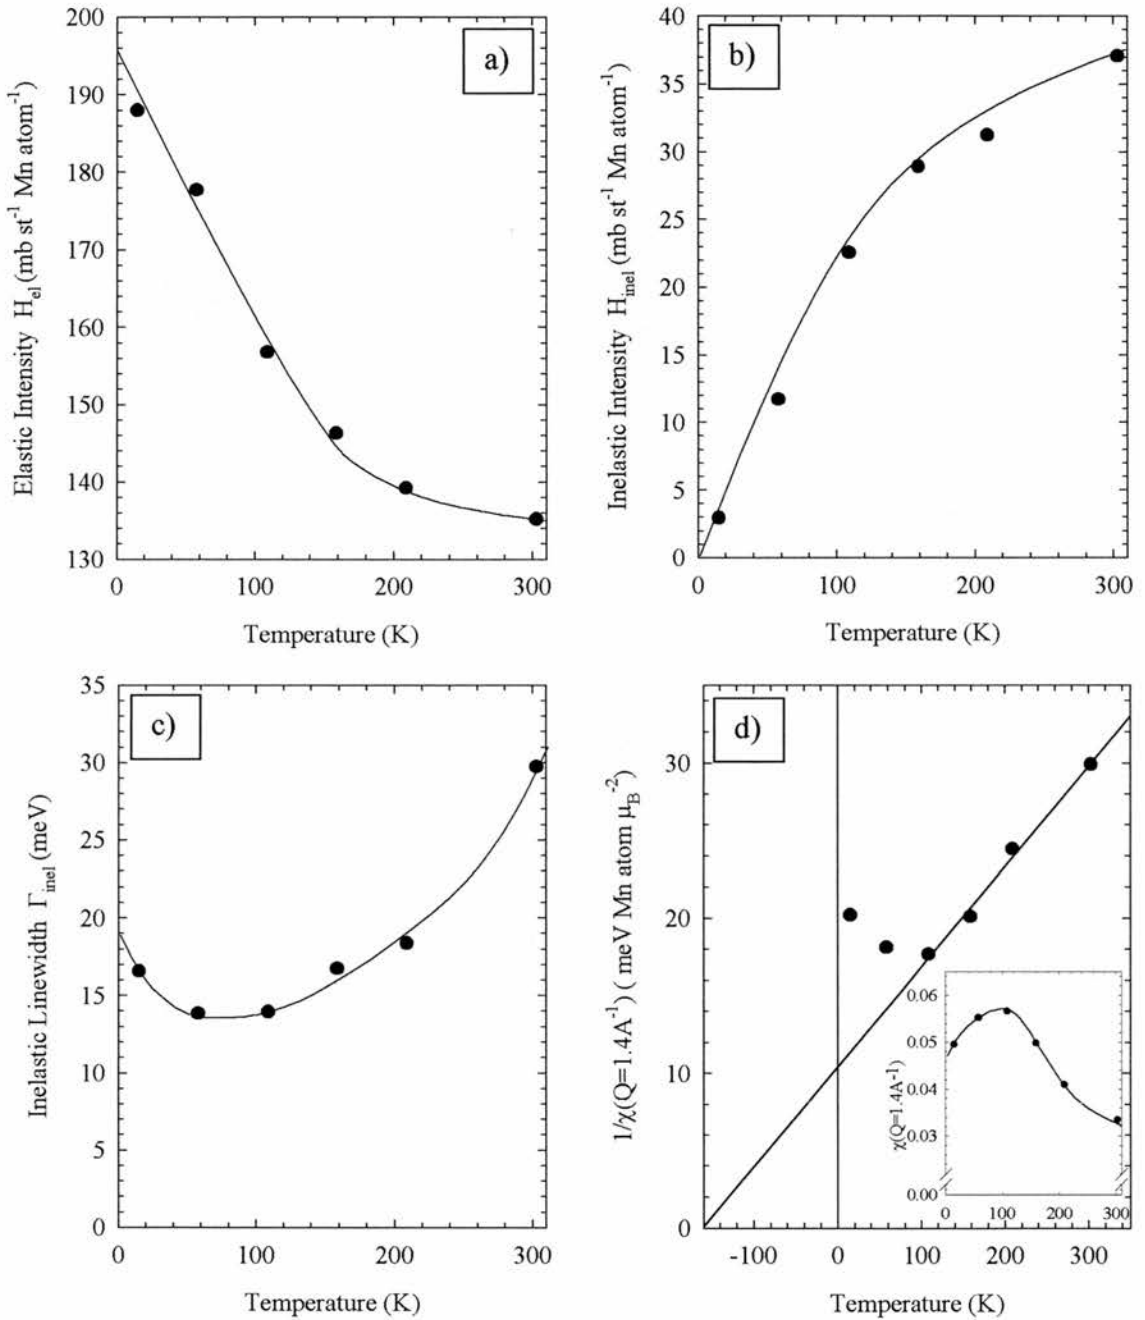 a)
Elastic Intensity H_el (mb st^-1 Mn atom^-1)
200
190
180
170
160
150
140
130
0 100 200 300
Temperature (K)
b)
Inelastic Intensity H_inel (mb st^-1 Mn atom^-1)
40
35
30
25
20
15
10
5
0
0 100 200 300
Temperature (K)
c)
Inelastic Linewidth Γ_inel (meV)
35
30
25
20
15
10
5
0
0 100 200 300
Temperature (K)
d)
1/χ(Q=1.4A^-1) ( meV Mn atom μ_B^-2)
30
20
10
0
-100 0 100 200 300
Temperature (K)
χ(Q=1.4A-1)
0.06
0.05
0.04
0.03
0.00
0 100 200 300